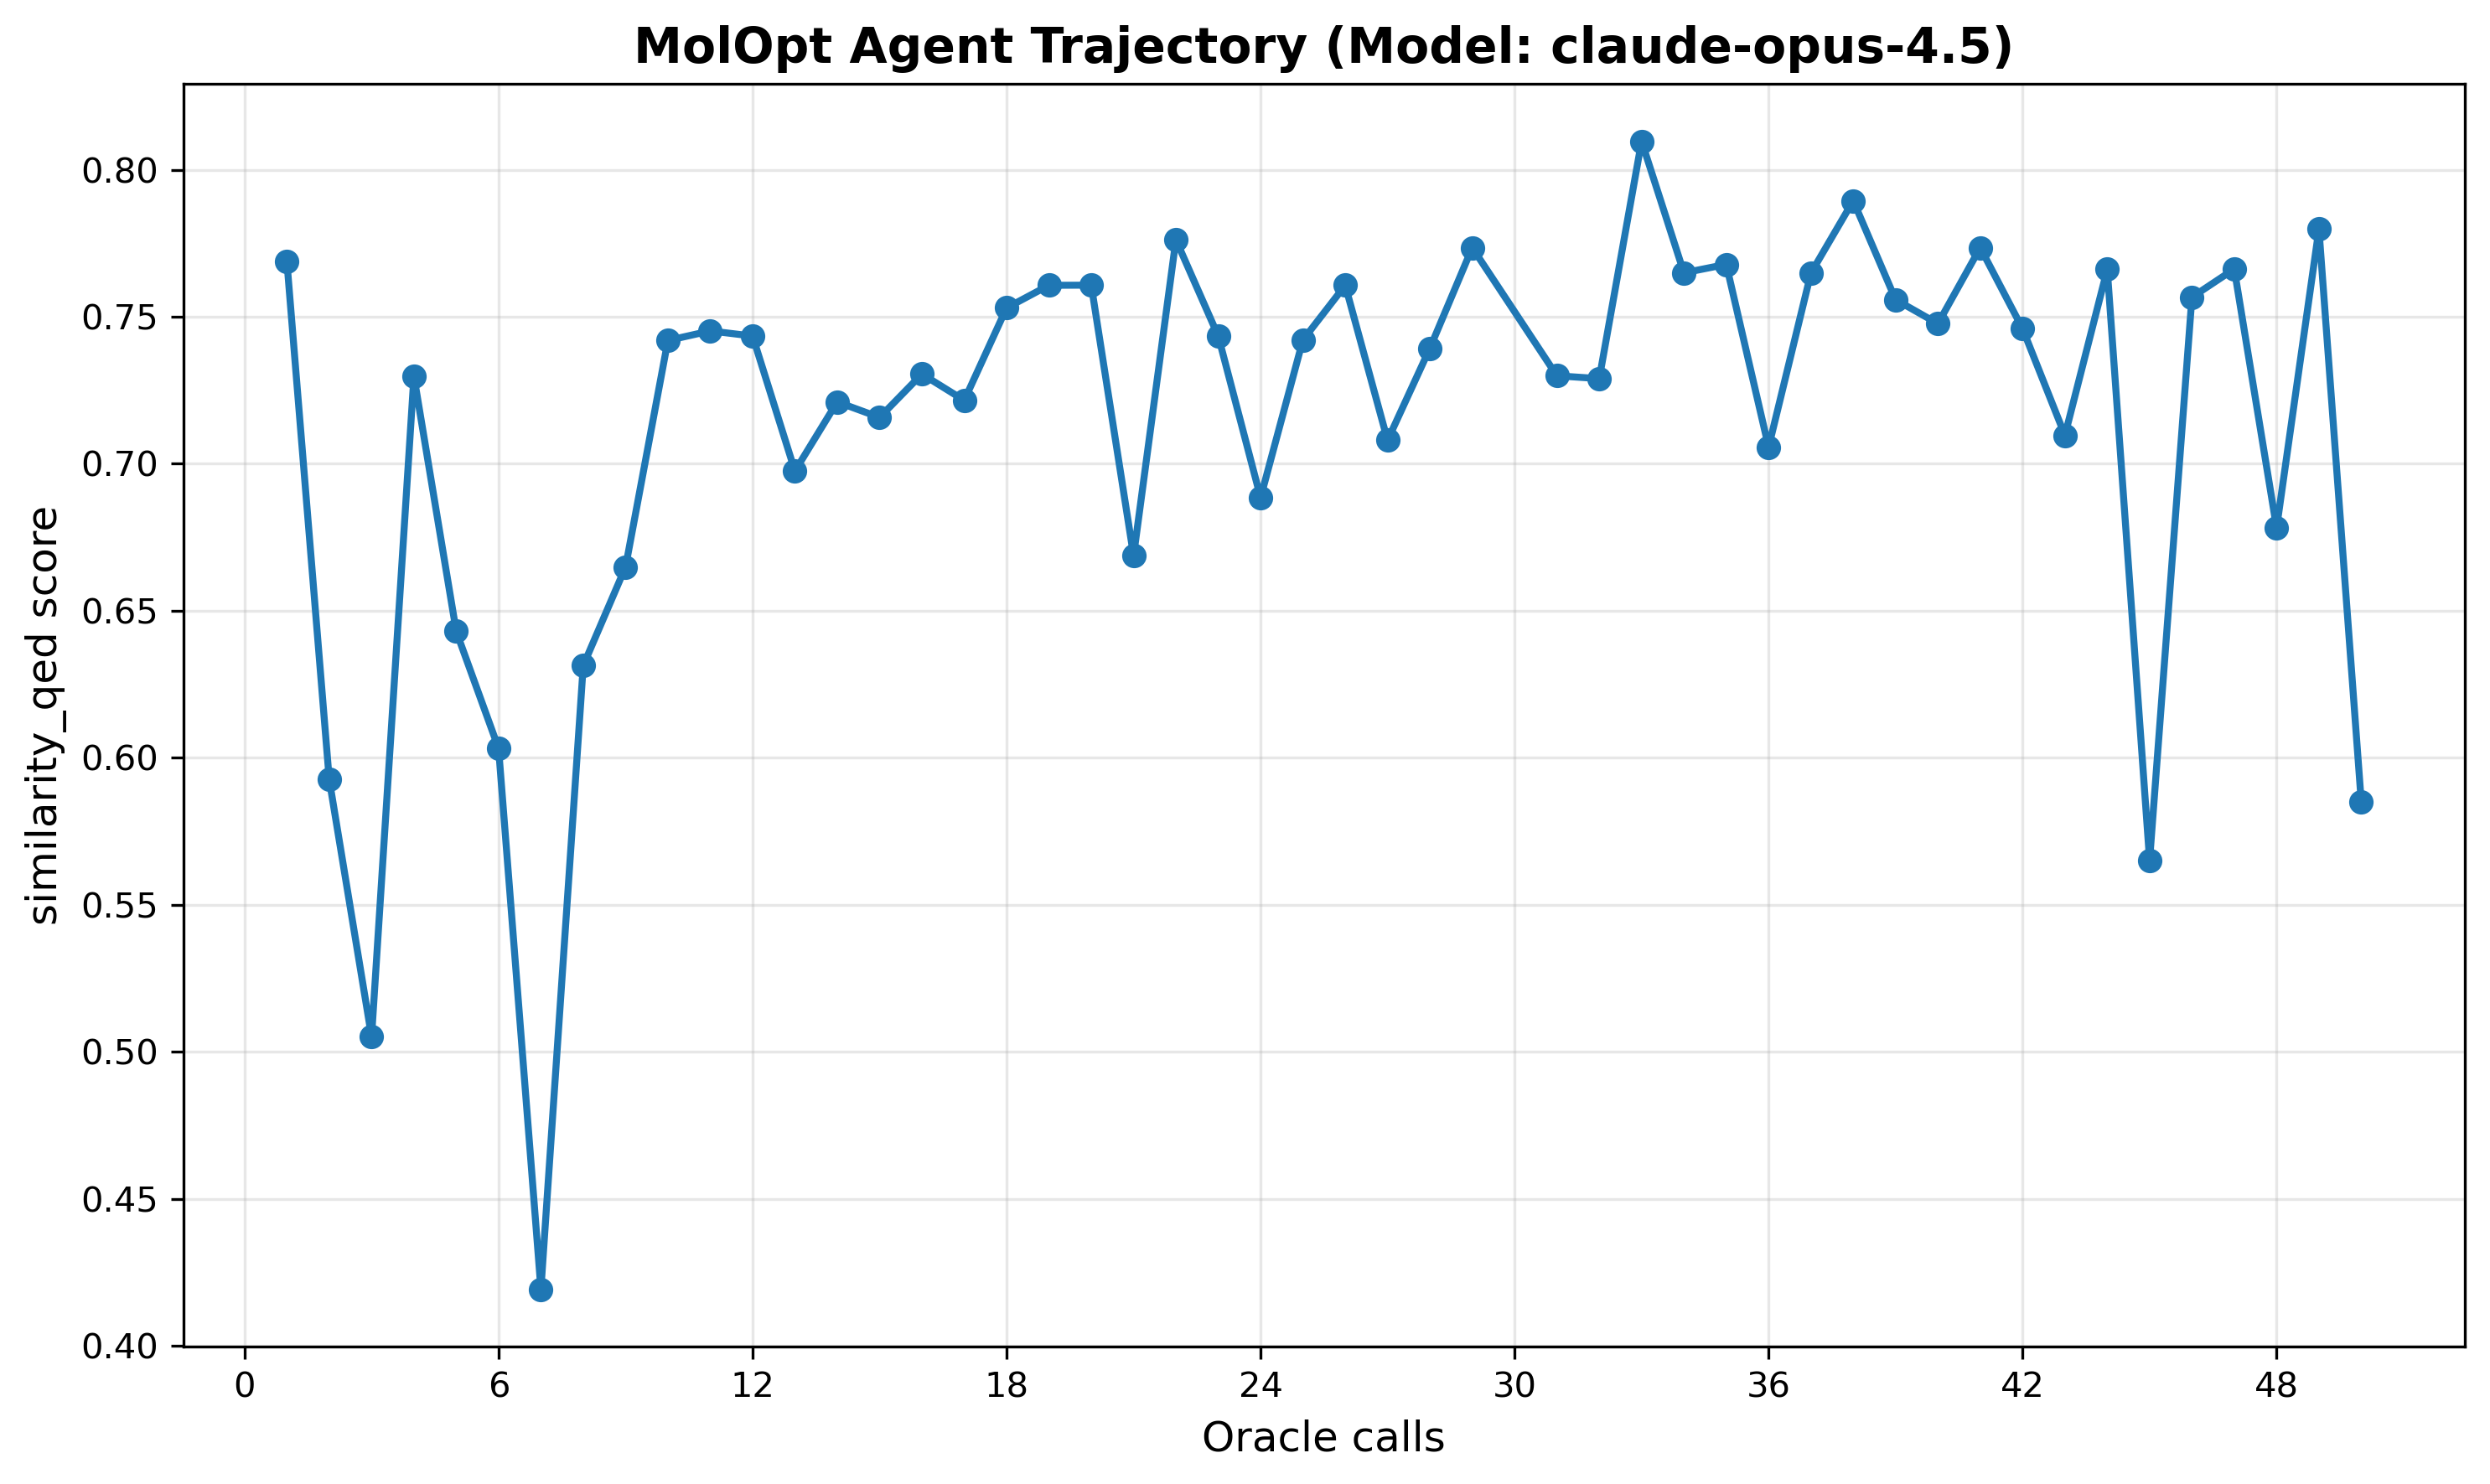 MolOpt Agent Trajectory (Model: claude-opus-4.5)
similarity_qed score
0.80
0.75
0.70
0.65
0.60
0.55
0.50
0.45
0.40
0 6 12 18 24 30 36 42 48
Oracle calls